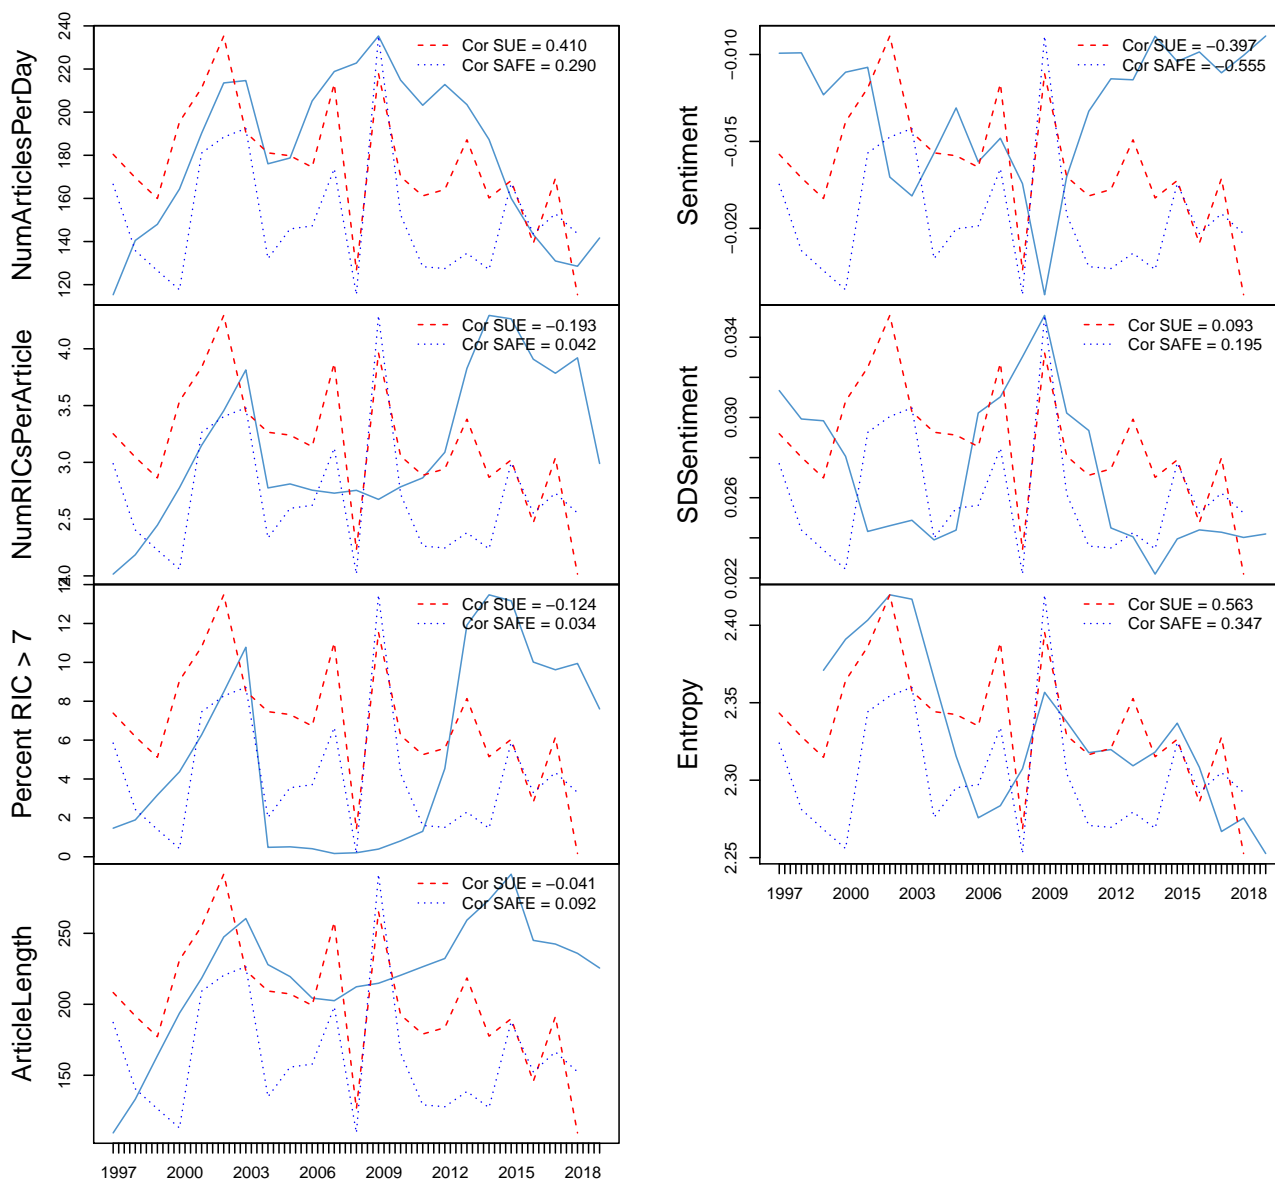 NumArticlesPerDay
240
220
200
180
160
140
120
Cor SUE = 0.410
Cor SAFE = 0.290
NumRICsPerArticle
4.0
3.5
3.0
2.5
2.0
Cor SUE = −0.193
Cor SAFE = 0.042
Percent RIC > 7
14
12
10
8
6
4
2
0
Cor SUE = −0.124
Cor SAFE = 0.034
ArticleLength
250
200
150
Cor SUE = −0.041
Cor SAFE = 0.092
1997 2000 2003 2006 2009 2012 2015 2018
Sentiment
−0.010
−0.015
−0.020
Cor SUE = −0.397
Cor SAFE = −0.555
SDSentiment
0.034
0.030
0.026
0.022
Cor SUE = 0.093
Cor SAFE = 0.195
Entropy
2.40
2.35
2.30
2.25
Cor SUE = 0.563
Cor SAFE = 0.347
1997 2000 2003 2006 2009 2012 2015 2018